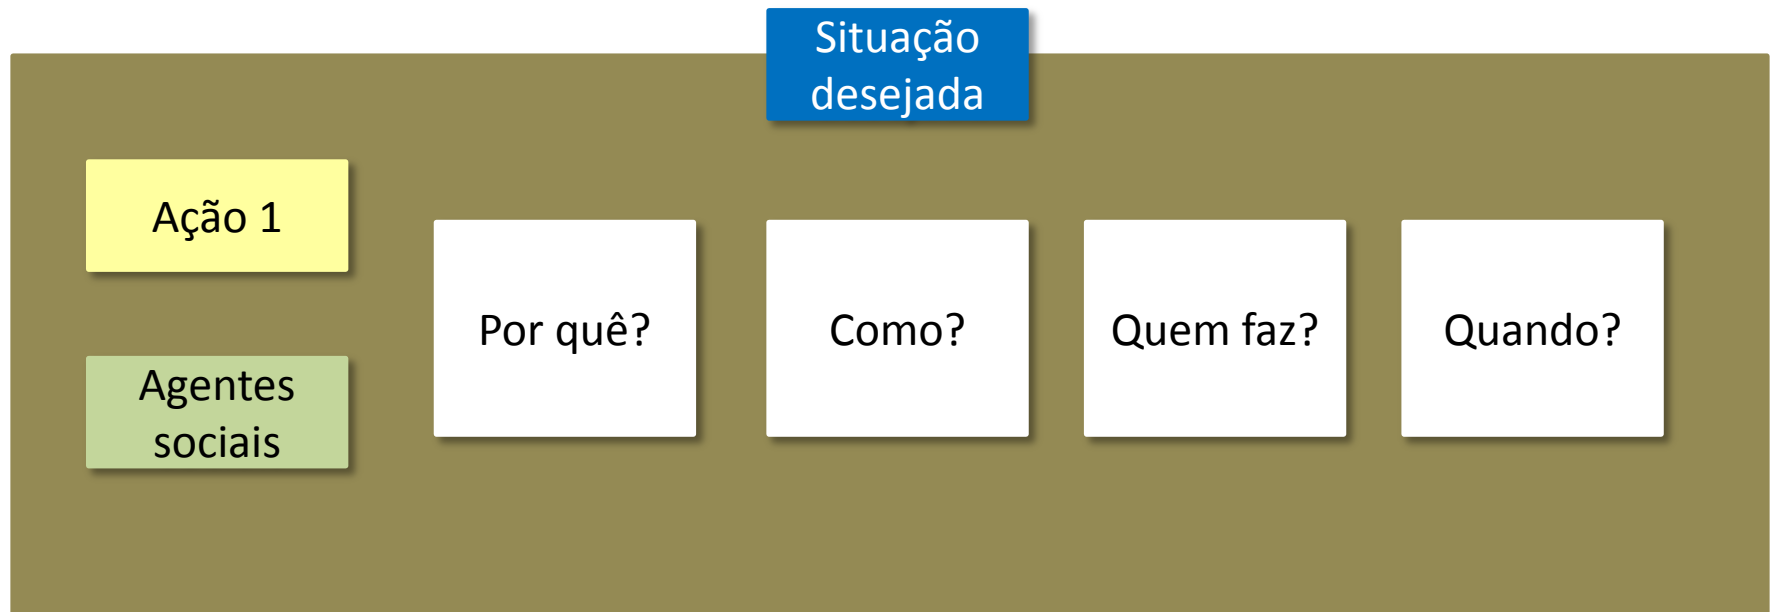 Situação
desejada
Ação 1
Agentes
sociais
Por quê?
Como?
Quem faz?
Quando?